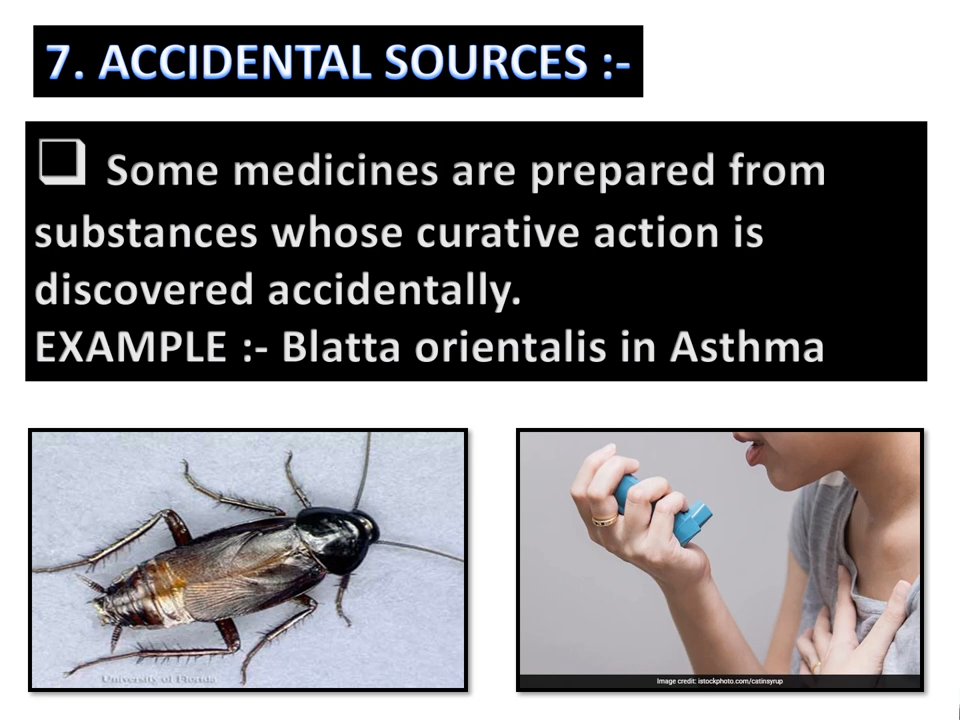 7. ACCIDENTAL SOURCES :-
❑ Some medicines are prepared from
substances whose curative action is
discovered accidentally.
EXAMPLE :- Blatta orientalis in Asthma
University of Florida
Image credit: istockphoto.com/catinsyrup